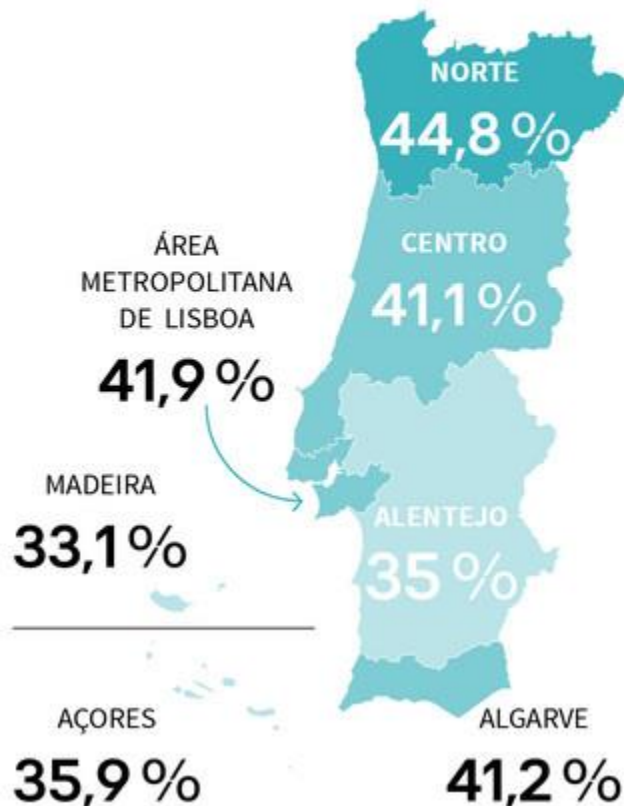 NORTE
44,8 %
CENTRO
41,1 %
ÁREA
METROPOLITANA
DE LISBOA
41,9 %
MADEIRA
33,1 %
ALENTEJO
35 %
AÇORES
35,9 %
ALGARVE
41,2 %